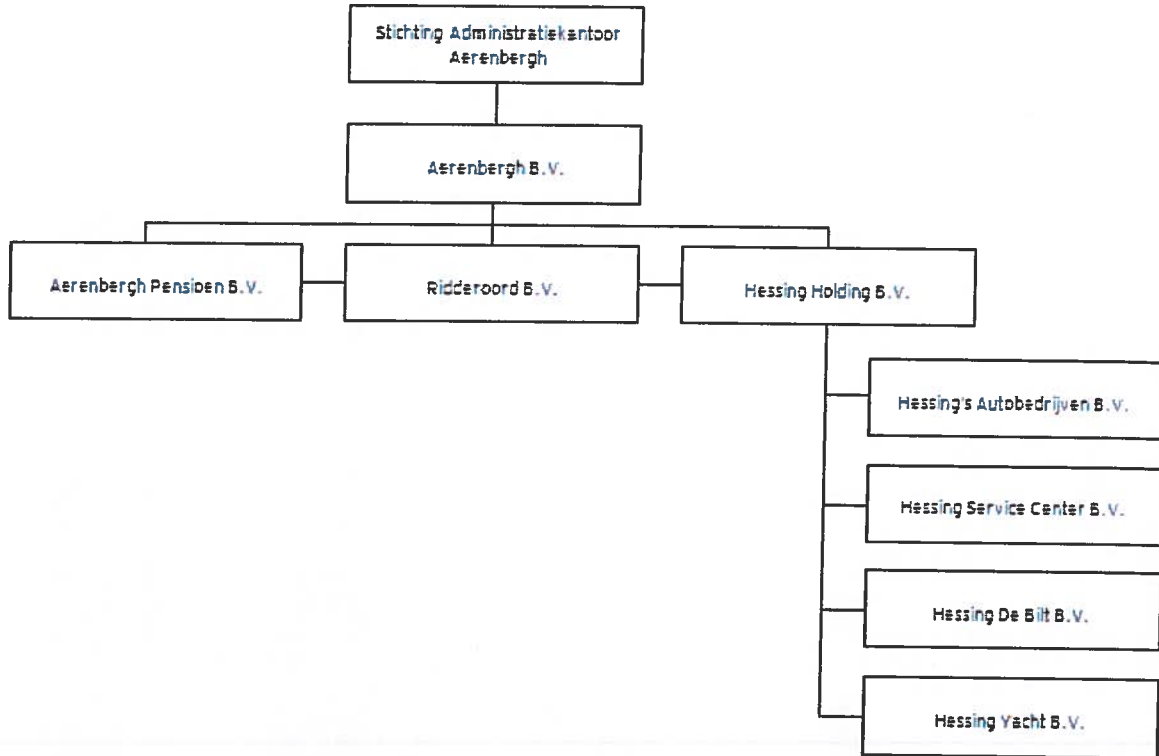 Stichting Administratiekantoor
Aerenbergh
Aerenbergh B.V.
Aerenbergh Pensioen B.V.
Ridderoord B.V.
Hessing Holding B.V.
Hessing's Autobedrijven B.V.
Hessing Service Center B.V.
Hessing De Bilt B.V.
Hessing Yacht B.V.